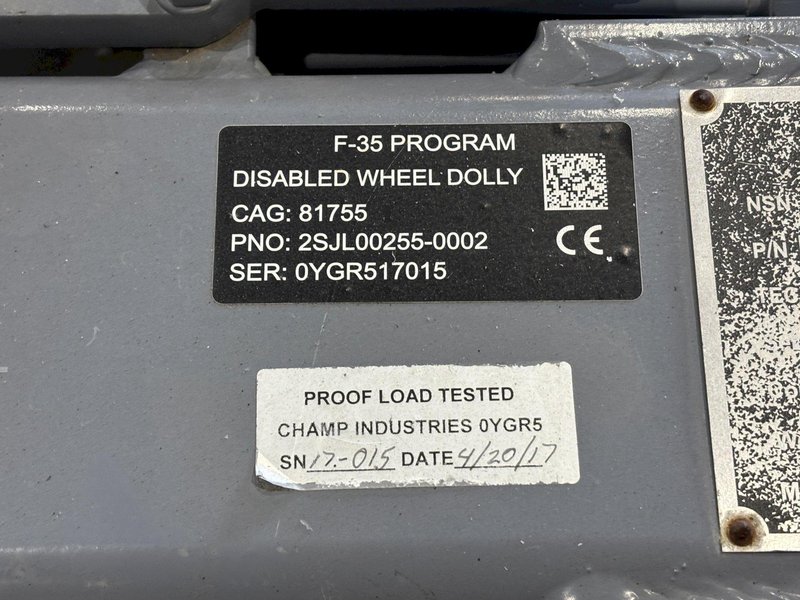 F-35 PROGRAM
DISABLED WHEEL DOLLY
CAG: 81755
PNO: 2SJL00255-0002
SER: 0YGR517015
CE
PROOF LOAD TESTED
CHAMP INDUSTRIES 0YGR5
SN 17-015 DATE 4/20/17
NSN
P/N